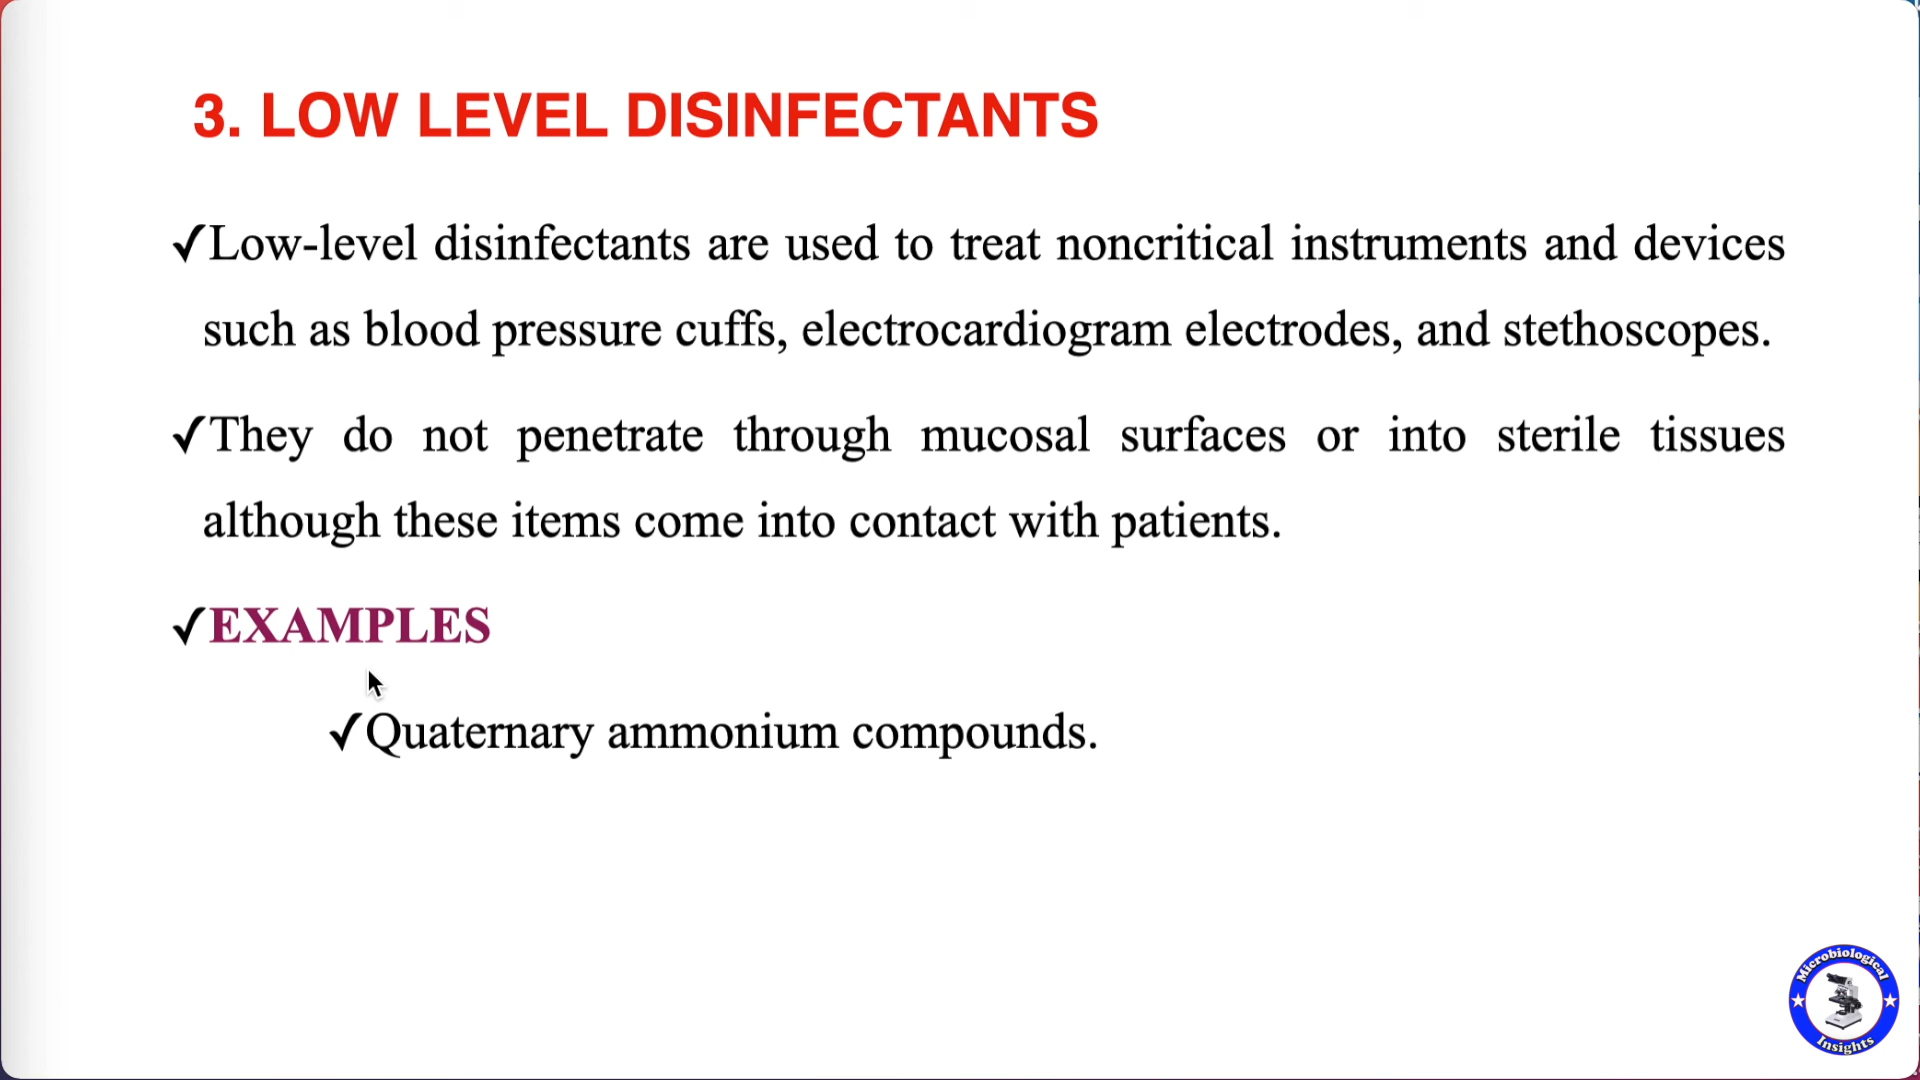 3. LOW LEVEL DISINFECTANTS
✓Low-level disinfectants are used to treat noncritical instruments and devices
such as blood pressure cuffs, electrocardiogram electrodes, and stethoscopes.
✓They do not penetrate through mucosal surfaces or into sterile tissues
although these items come into contact with patients.
✓EXAMPLES
✓Quaternary ammonium compounds.
Microbiological
Insights